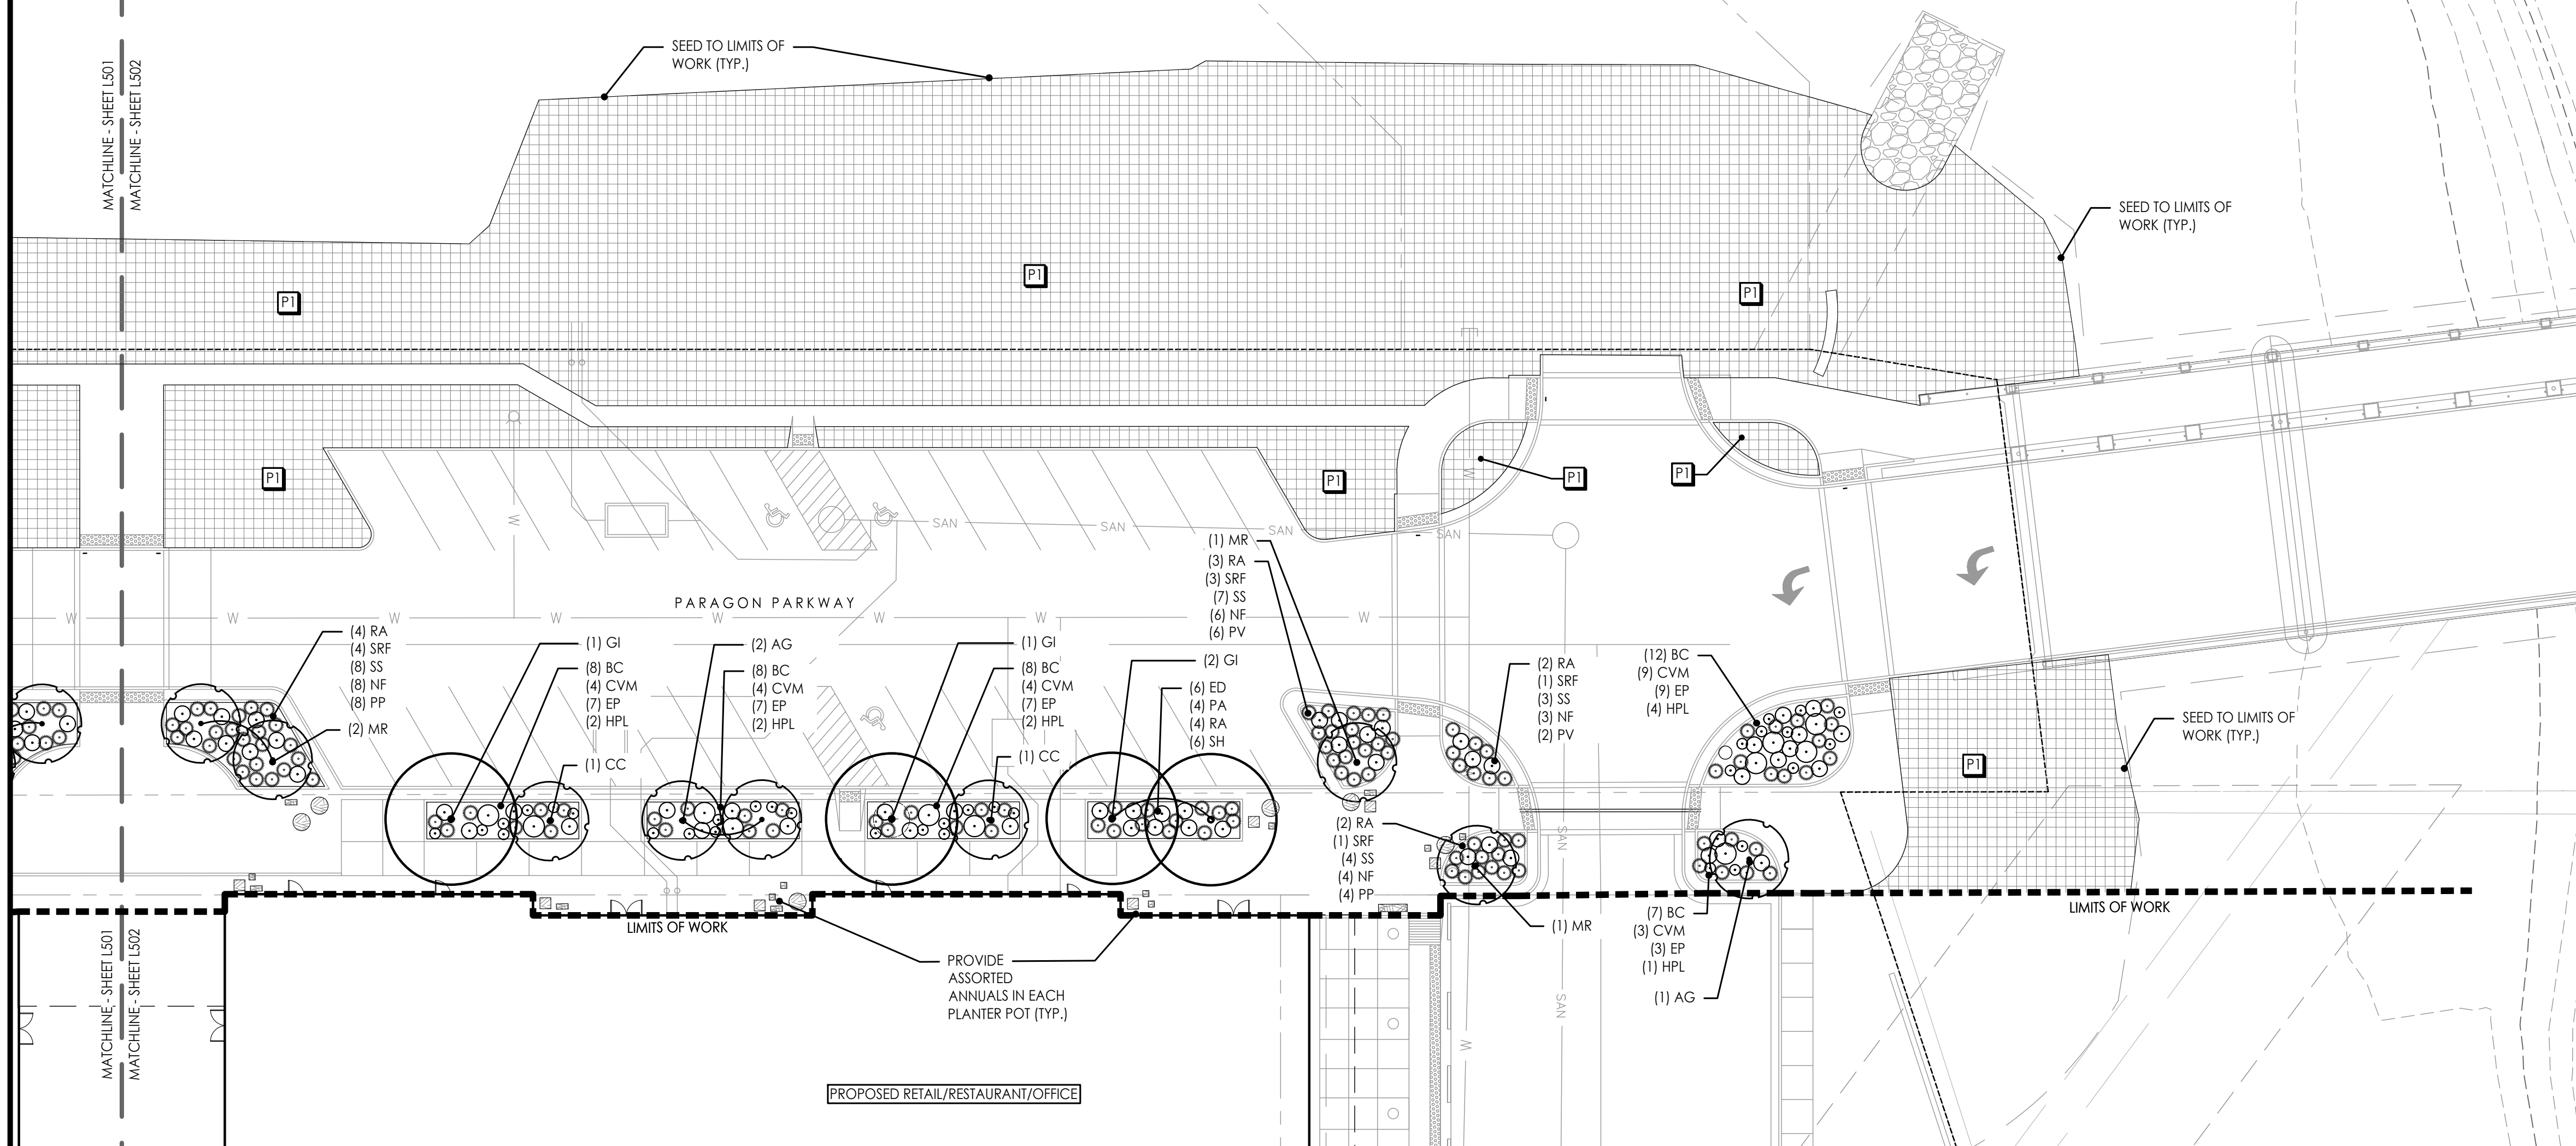 SEED TO LIMITS OF
WORK (TYP.)
MATCHLINE - SHEET L501
MATCHLINE - SHEET L502
SEED TO LIMITS OF
WORK (TYP.)
P1
P1
P1
P1
P1
P1
P1
SAN
SAN
SAN
SAN
W
W
(1) MR
(3) RA
(3) SRF
(7) SS
(6) NF
(6) PV
PARAGON PARKWAY
W
W
W
W
W
W
W
W
W
(4) RA
(4) SRF
(8) SS
(8) NF
(8) PP
(2) MR
(1) GI
(8) BC
(4) CVM
(7) EP
(2) HPL
(1) CC
(2) AG
(8) BC
(4) CVM
(7) EP
(2) HPL
(1) GI
(8) BC
(4) CVM
(7) EP
(2) HPL
(1) CC
(2) GI
(6) ED
(4) PA
(4) RA
(6) SH
(2) RA
(1) SRF
(3) SS
(3) NF
(2) PV
(12) BC
(9) CVM
(9) EP
(4) HPL
SEED TO LIMITS OF
WORK (TYP.)
P1
(2) RA
(1) SRF
(4) SS
(4) NF
(4) PP
SAN
(1) MR
(7) BC
(3) CVM
(3) EP
(1) HPL
(1) AG
LIMITS OF WORK
LIMITS OF WORK
MATCHLINE - SHEET L501
MATCHLINE - SHEET L502
PROVIDE
ASSORTED
ANNUALS IN EACH
PLANTER POT (TYP.)
SAN
W
PROPOSED RETAIL/RESTAURANT/OFFICE